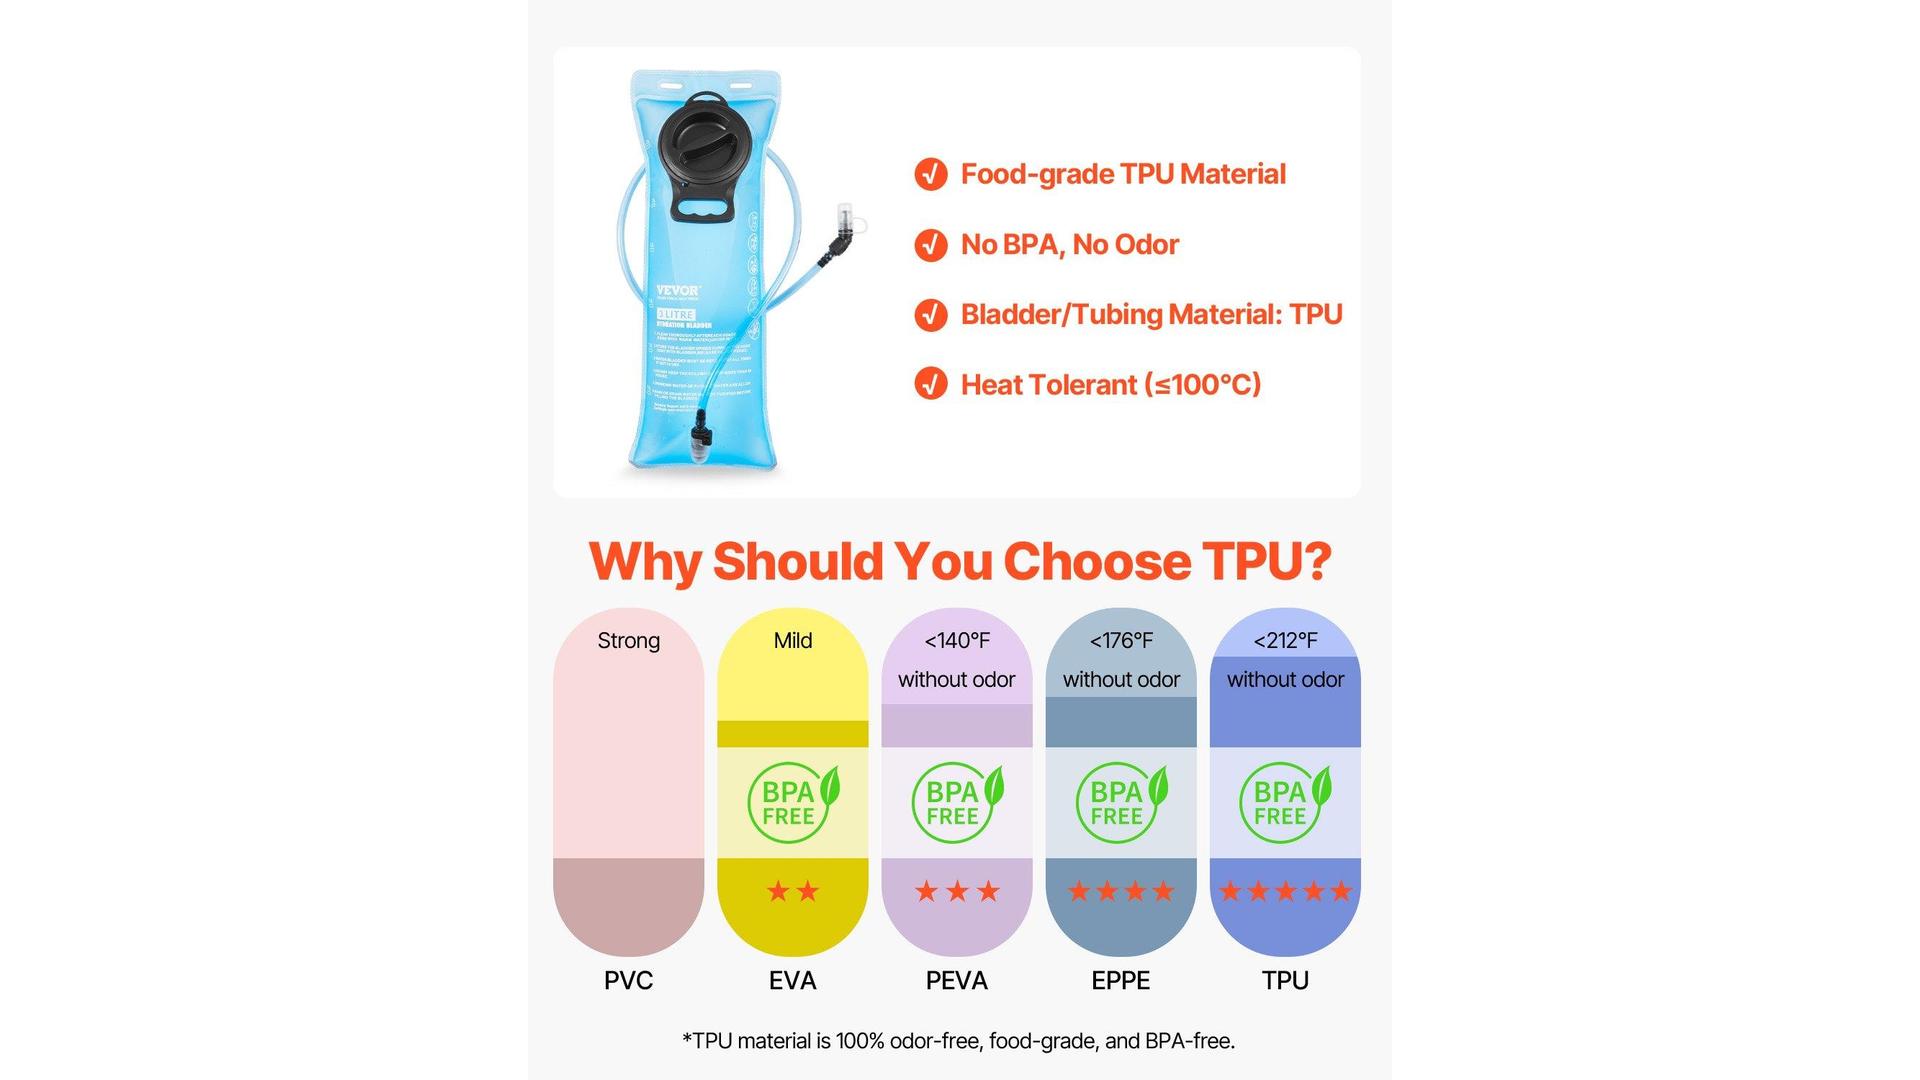 VEVOR
3 LITRE
HYDRATION BLADDER
Food-grade TPU Material
No BPA, No Odor
Bladder/Tubing Material: TPU
Heat Tolerant (≤100°C)
Why Should You Choose TPU?
Strong
Mild
<140°F
without odor
<176°F
without odor
<212°F
without odor
BPA
FREE
BPA
FREE
BPA
FREE
BPA
FREE
PVC
EVA
PEVA
EPPE
TPU
*TPU material is 100% odor-free, food-grade, and BPA-free.